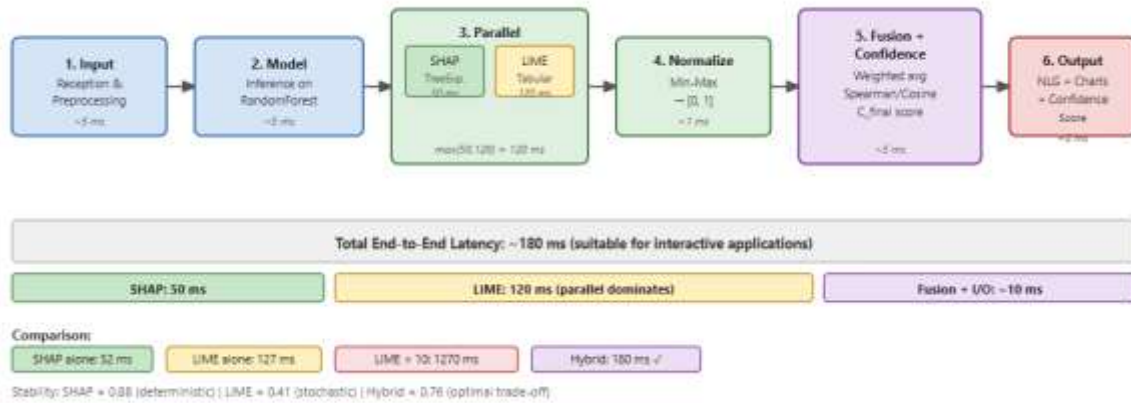 1. Input
Reception &
Preprocessing
~5 ms
2. Model
Inference on
RandomForest
~5 ms
3. Parallel
SHAP
TreeExp.
50 ms
LIME
Tabular
120 ms
max(50,120) = 120 ms
4. Normalize
Min-Max
→ [0, 1]
5. Fusion +
Confidence
Weighted avg
Spearman/Cosine
C_final score
~5 ms
6. Output
NLG + Charts
+ Confidence
Score
Total End-to-End Latency: ~180 ms (suitable for interactive applications)
SHAP: 50 ms
LIME: 120 ms (parallel dominates)
Fusion + I/O: ~10 ms
Comparison:
SHAP alone: 52 ms
LIME alone: 127 ms
LIME × 10: 1270 ms
Hybrid: 180 ms ✓
Stability: SHAP = 0.88 (deterministic) | LIME = 0.41 (stochastic) | Hybrid = 0.76 (optimal trade-off)